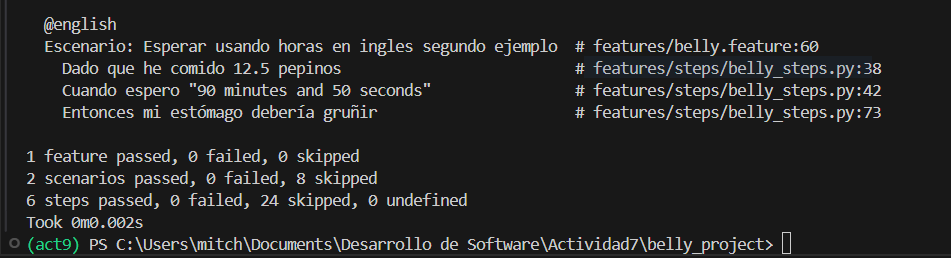 @english
Escenario: Esperar usando horas en ingles segundo ejemplo # features/belly.feature:60
Dado que he comido 12.5 pepinos # features/steps/belly_steps.py:38
Cuando espero "90 minutes and 50 seconds" # features/steps/belly_steps.py:42
Entonces mi estómago debería gruñir # features/steps/belly_steps.py:73
1 feature passed, 0 failed, 0 skipped
2 scenarios passed, 0 failed, 8 skipped
6 steps passed, 0 failed, 24 skipped, 0 undefined
Took 0m0.002s
(act9) PS C:\Users\mitch\Documents\Desarrollo de Software\Actividad7\belly_project>